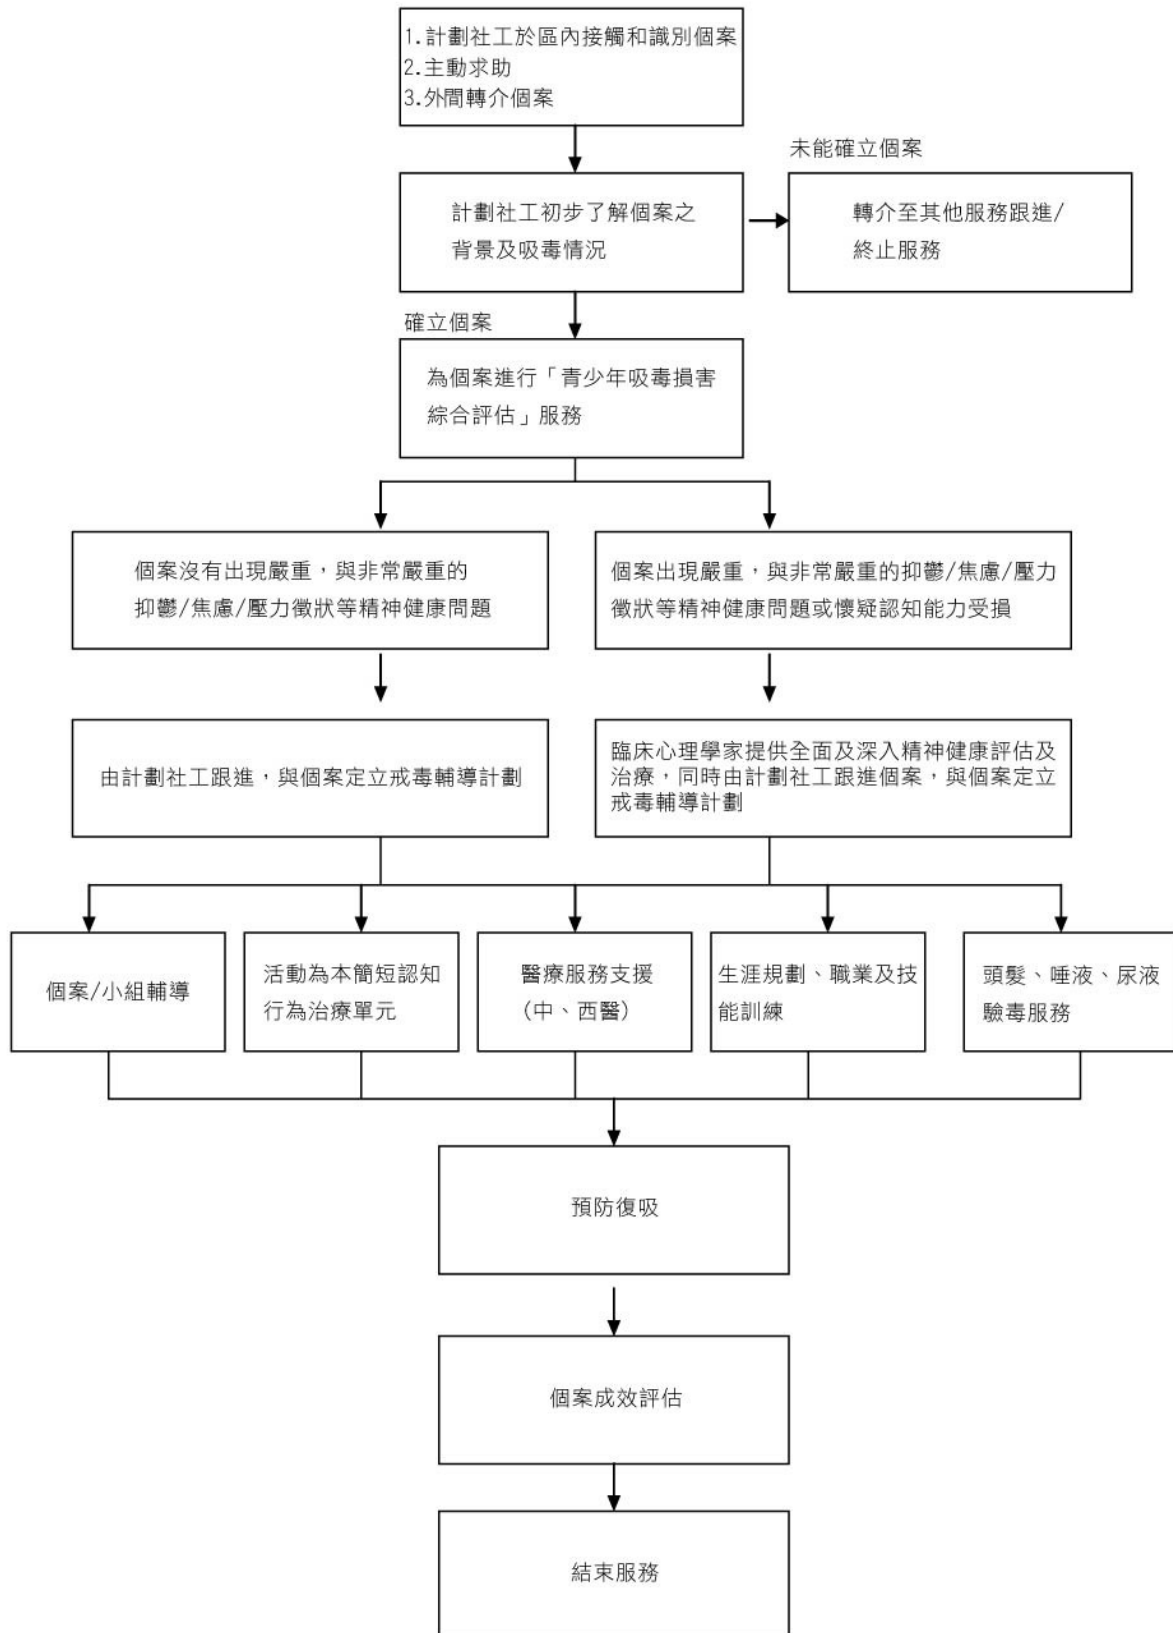 1.計劃社工於區內接觸和識別個案
2.主動求助
3.外間轉介個案
未能確立個案
計劃社工初步了解個案之
背景及吸毒情況
轉介至其他服務跟進/
終止服務
確立個案
為個案進行「青少年吸毒損害
綜合評估」服務
個案沒有出現嚴重，與非常嚴重的
抑鬱/焦慮/壓力徵狀等精神健康問題
個案出現嚴重，與非常嚴重的抑鬱/焦慮/壓力
徵狀等精神健康問題或懷疑認知能力受損
由計劃社工跟進，與個案定立戒毒輔導計劃
臨床心理學家提供全面及深入精神健康評估及
治療，同時由計劃社工跟進個案，與個案定立
戒毒輔導計劃
個案/小組輔導
活動為本簡短認知
行為治療單元
醫療服務支援
(中、西醫)
生涯規劃、職業及技
能訓練
頭髮、唾液、尿液
驗毒服務
預防復吸
個案成效評估
結束服務